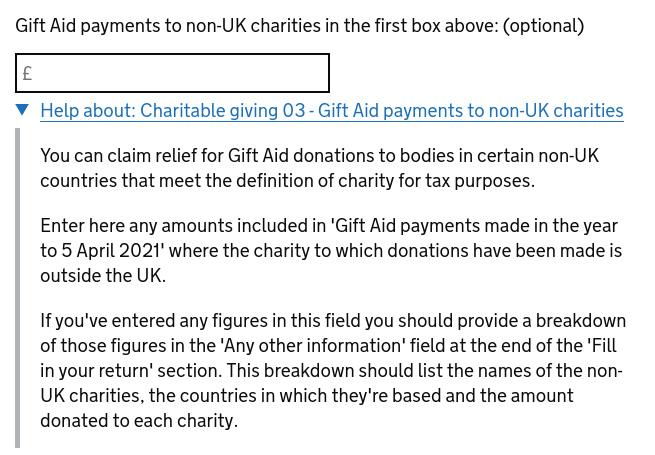 Gift Aid payments to non-UK charities in the first box above: (optional)
£
Help about: Charitable giving 03 - Gift Aid payments to non-UK charities
You can claim relief for Gift Aid donations to bodies in certain non-UK
countries that meet the definition of charity for tax purposes.
Enter here any amounts included in 'Gift Aid payments made in the year
to 5 April 2021' where the charity to which donations have been made is
outside the UK.
If you've entered any figures in this field you should provide a breakdown
of those figures in the 'Any other information' field at the end of the 'Fill
in your return' section. This breakdown should list the names of the non-
UK charities, the countries in which they're based and the amount
donated to each charity.